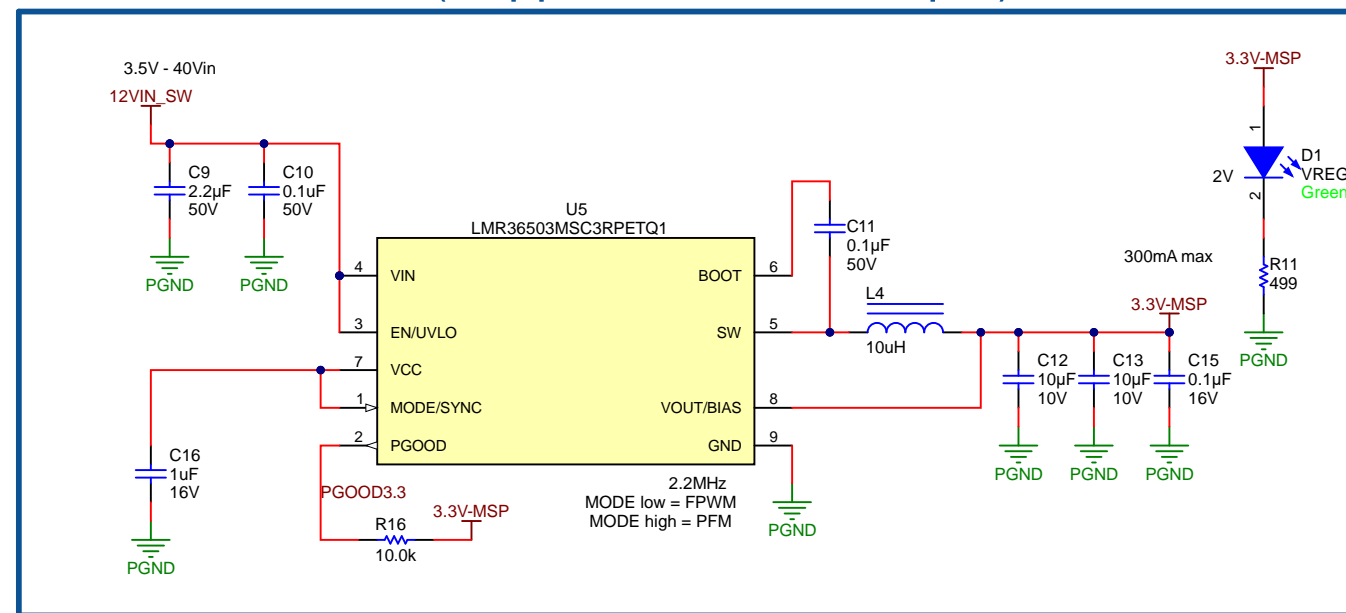 3.5V - 40Vin
12VIN_SW
C9
2.2µF
50V
PGND
C10
0.1uF
50V
PGND
U5
LMR36503MSC3RPETQ1
4
VIN
3
EN/UVLO
7
VCC
1
MODE/SYNC
2
PGOOD
BOOT
6
SW
5
VOUT/BIAS
8
GND
9
C11
0.1µF
50V
L4
10uH
300mA max
3.3V-MSP
C12
10µF
10V
PGND
C13
10µF
10V
PGND
C15
0.1µF
16V
PGND
3.3V-MSP
1
D1
VREG
Green
2V
2
R11
499
PGND
C16
1uF
16V
PGND
PGOOD3.3
R16
10.0k
3.3V-MSP
2.2MHz
MODE low = FPWM
MODE high = PFM
PGND